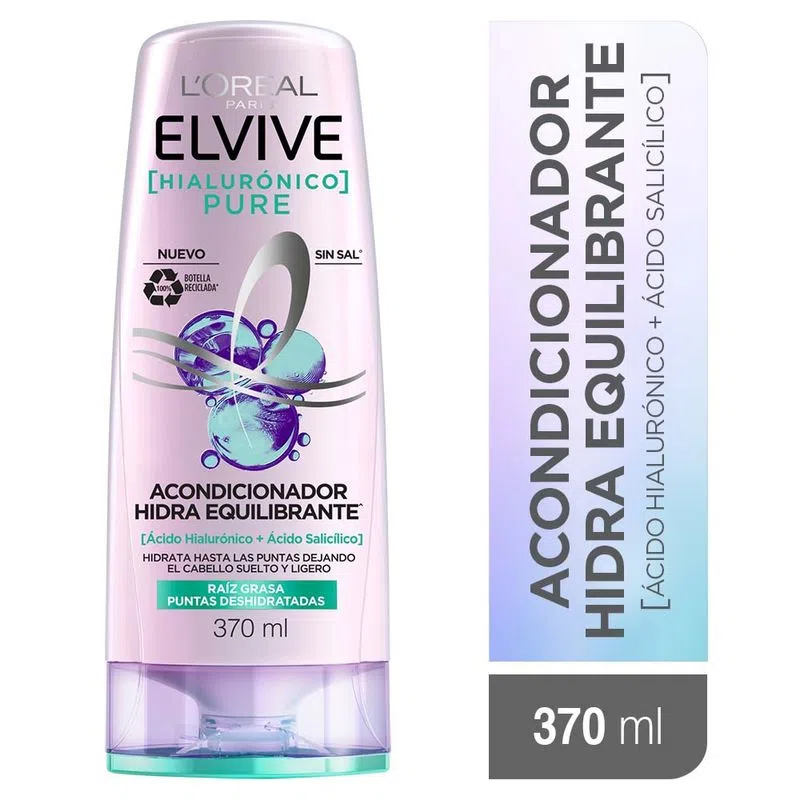 L'ORÉAL
PARIS
ELVIVE
[HIALURÓNICO]
PURE
NUEVO
SIN SAL°
100%
BOTELLA
RECICLADA*
ACONDICIONADOR
HIDRA EQUILIBRANTE^
[Ácido Hialurónico + Ácido Salicílico]
HIDRATA HASTA LAS PUNTAS DEJANDO
EL CABELLO SUELTO Y LIGERO
RAÍZ GRASA
PUNTAS DESHIDRATADAS
370 ml
ACONDICIONADOR
HIDRA EQUILIBRANTE
[ÁCIDO HIALURÓNICO + ÁCIDO SALICÍLICO]
370 ml